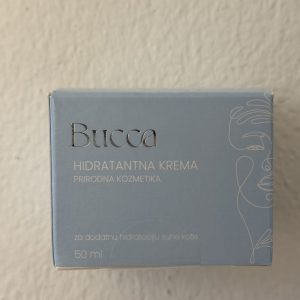 Bucca
HIDRATANTNA KREMA
PRIRODNA KOZMETIKA
za dodatnu hidrataciju suhe kože
50 ml